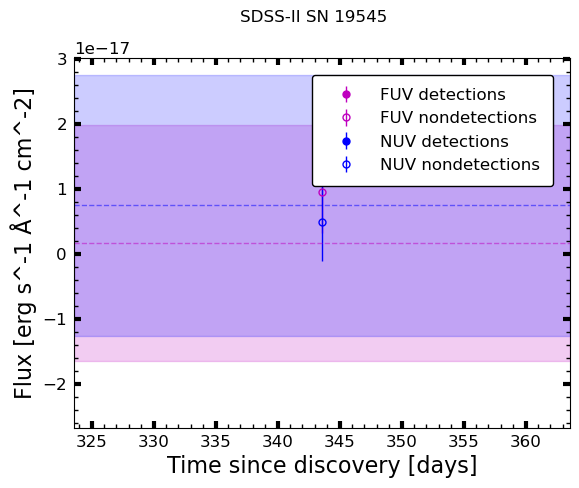 SDSS-II SN 19545
1e−17
3
2
1
0
−1
−2
Flux [erg s^-1 Å^-1 cm^-2]
FUV detections
FUV nondetections
NUV detections
NUV nondetections
325 330 335 340 345 350 355 360
Time since discovery [days]